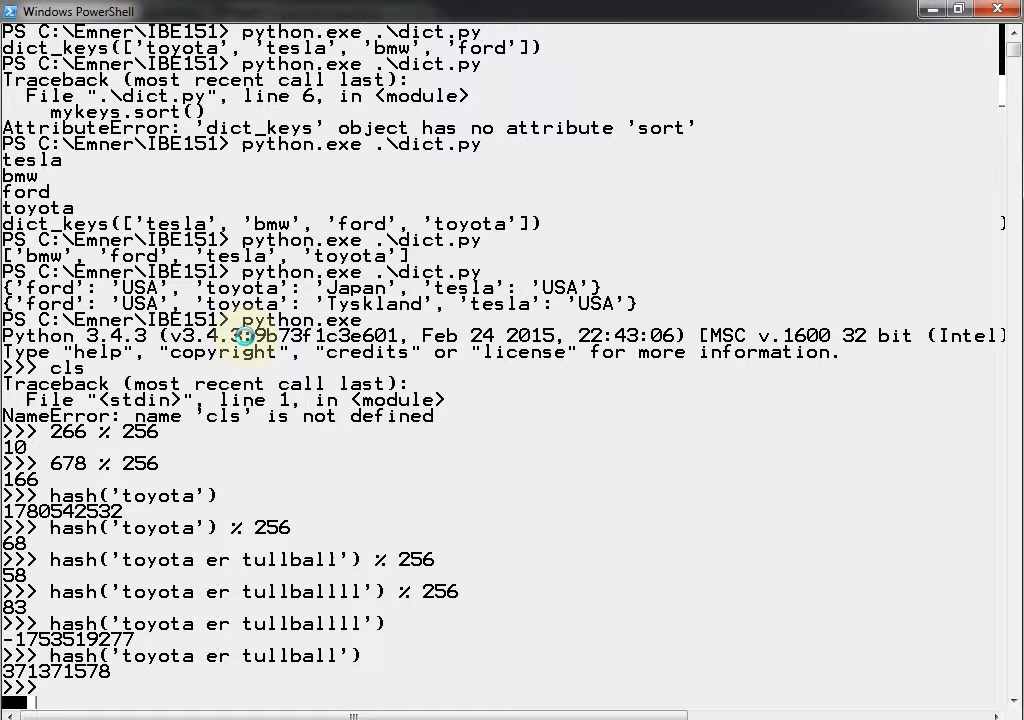 Windows PowerShell
PS C:\Emner\IBE151> python.exe .\dict.py
dict_keys(['toyota', 'tesla', 'bmw', 'ford'])
PS C:\Emner\IBE151> python.exe .\dict.py
Traceback (most recent call last):
  File ".\dict.py", line 6, in <module>
    mykeys.sort()
AttributeError: 'dict_keys' object has no attribute 'sort'
PS C:\Emner\IBE151> python.exe .\dict.py
tesla
bmw
ford
toyota
dict_keys(['tesla', 'bmw', 'ford', 'toyota'])
PS C:\Emner\IBE151> python.exe .\dict.py
['bmw', 'ford', 'tesla', 'toyota']
PS C:\Emner\IBE151> python.exe .\dict.py
{'ford': 'USA', 'toyota': 'Japan', 'tesla': 'USA'}
{'ford': 'USA', 'toyota': 'Tyskland', 'tesla': 'USA'}
PS C:\Emner\IBE151> python.exe
Python 3.4.3 Feb 24 2015, 22:43:06) [MSC v.1600 32 bit (Intel)]
Type "help", "copyright", "credits" or "license" for more information.
>>> cls
Traceback (most recent call last):
  File "<stdin>", line 1, in <module>
NameError: name 'cls' is not defined
>>> 266 % 256
10
>>> 678 % 256
166
>>> hash('toyota')
1780542532
>>> hash('toyota') % 256
68
>>> hash('toyota er tullball') % 256
58
>>> hash('toyota er tullballll') % 256
83
>>> hash('toyota er tullballll')
-1753519277
>>> hash('toyota er tullball')
371371578
>>>